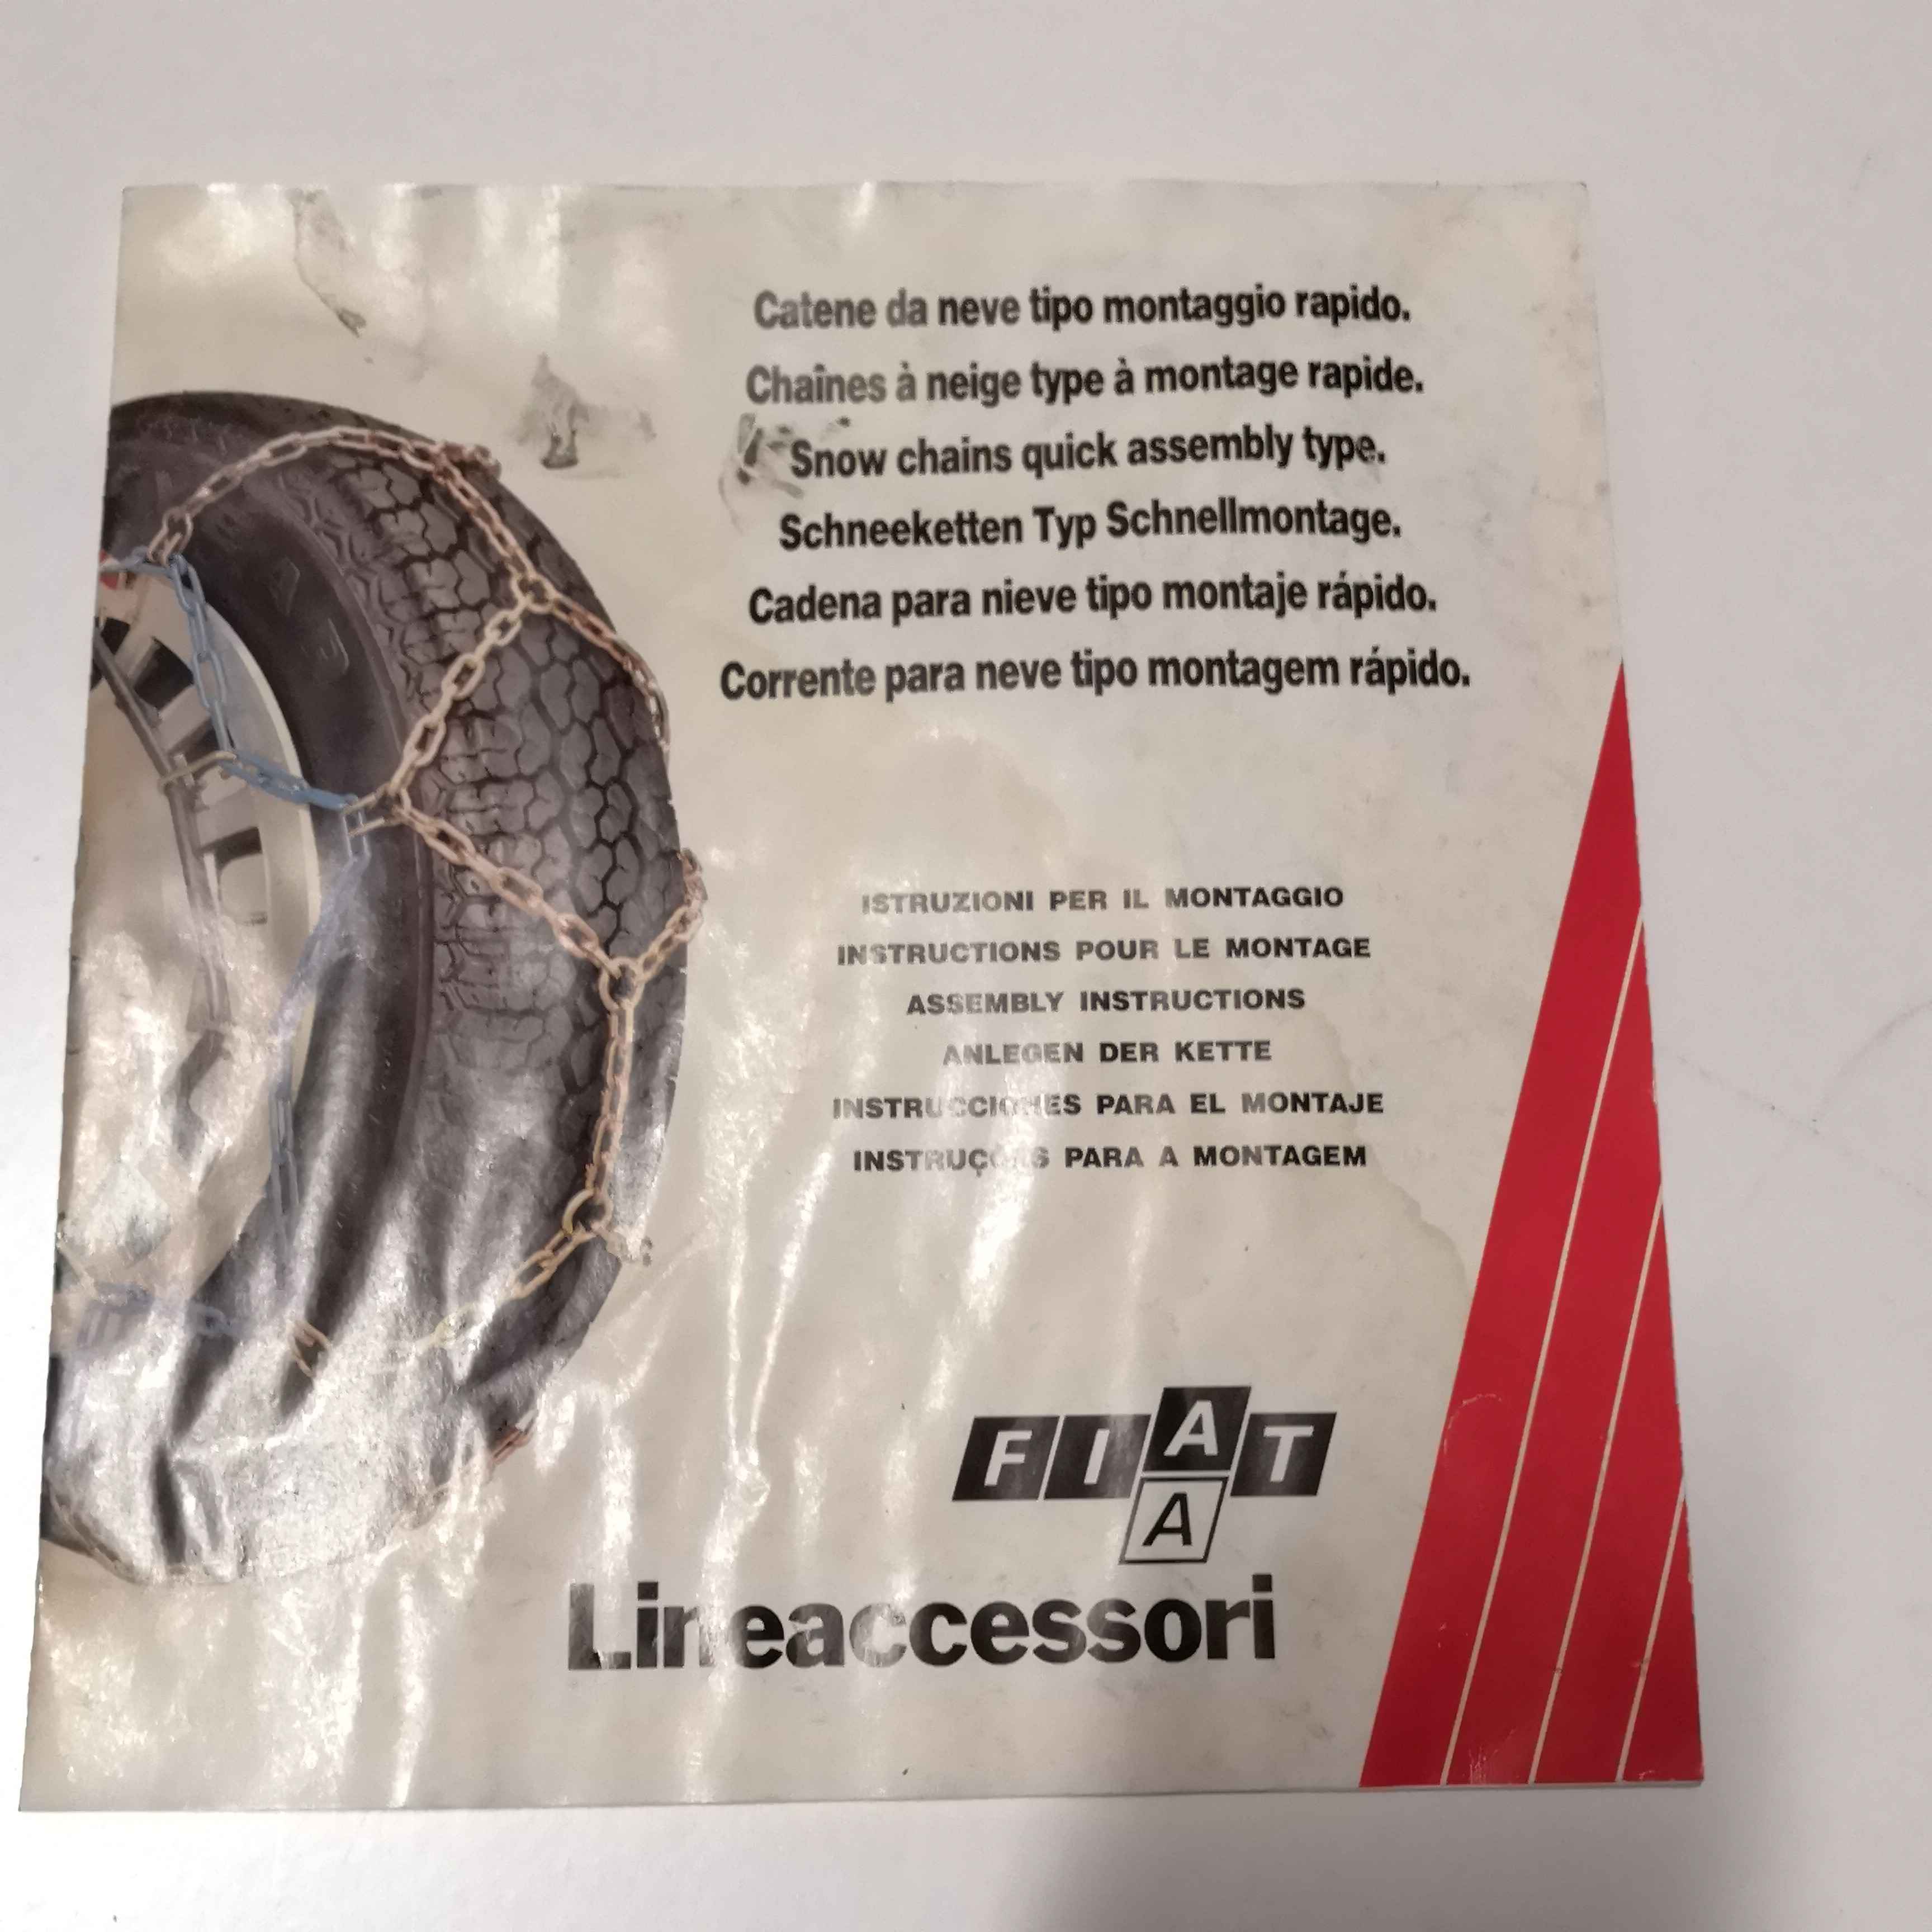 Catene da neve tipo montaggio rapido.
Chaînes à neige type à montage rapide.
Snow chains quick assembly type.
Schneeketten Typ Schnellmontage.
Cadena para nieve tipo montaje rápido.
Corrente para neve tipo montagem rápido.
ISTRUZIONI PER IL MONTAGGIO
INSTRUCTIONS POUR LE MONTAGE
ASSEMBLY INSTRUCTIONS
ANLEGEN DER KETTE
INSTRUCCIONES PARA EL MONTAJE
PARA A MONTAGEM
FIAT
A
Lineaccessori